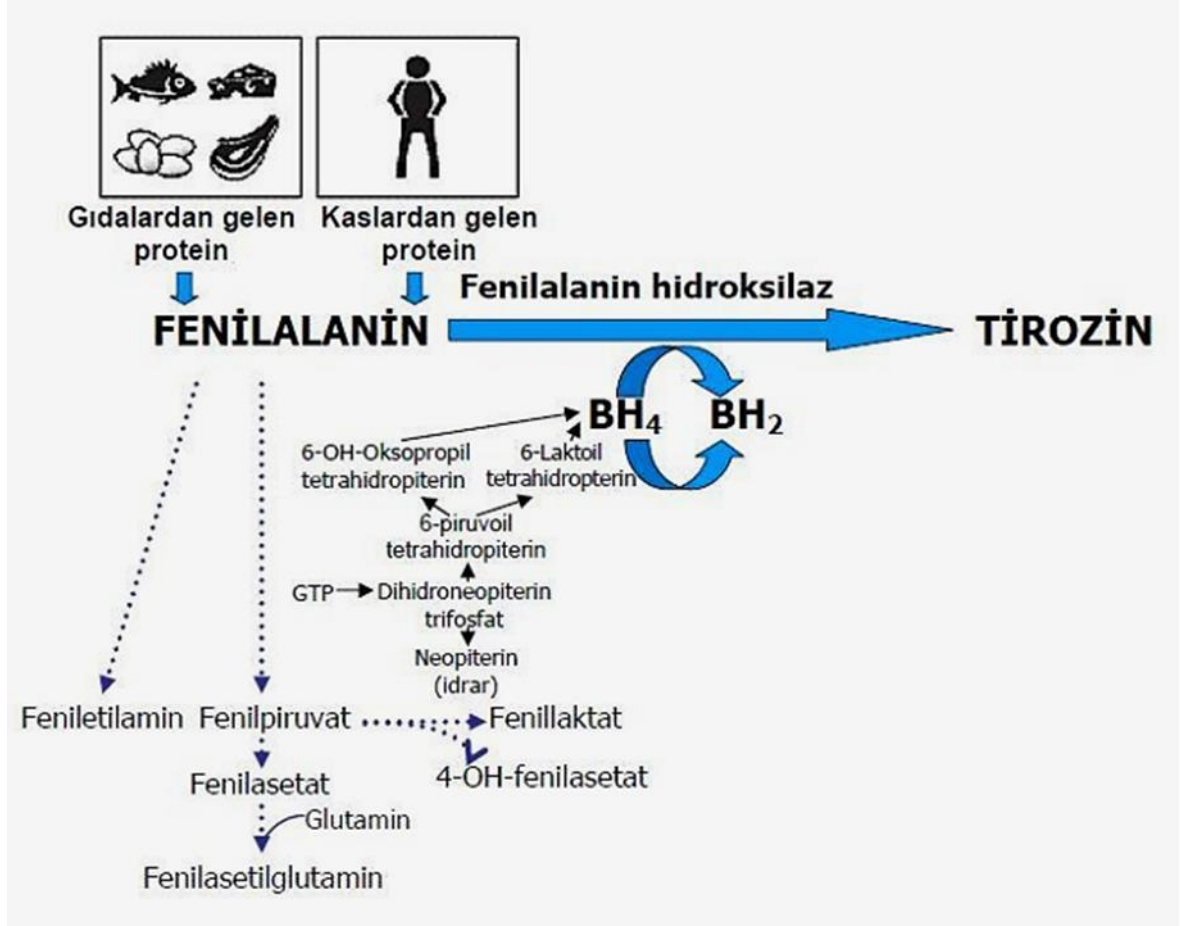 Gıdalardan gelen
protein
Kaslardan gelen
protein
Fenilalanin hidroksilaz
FENİLALANİN
TİROZİN
BH4
BH2
6-OH-Oksopropil
tetrahidropiterin
6-Laktoil
tetrahidropterin
6-piruvoil
tetrahidropiterin
GTP
Dihidroneopiterin
trifosfat
Neopiterin
(idrar)
Feniletilamin
Fenilpiruvat
Fenillaktat
Fenilasetat
4-OH-fenilasetat
Glutamin
Fenilasetilglutamin